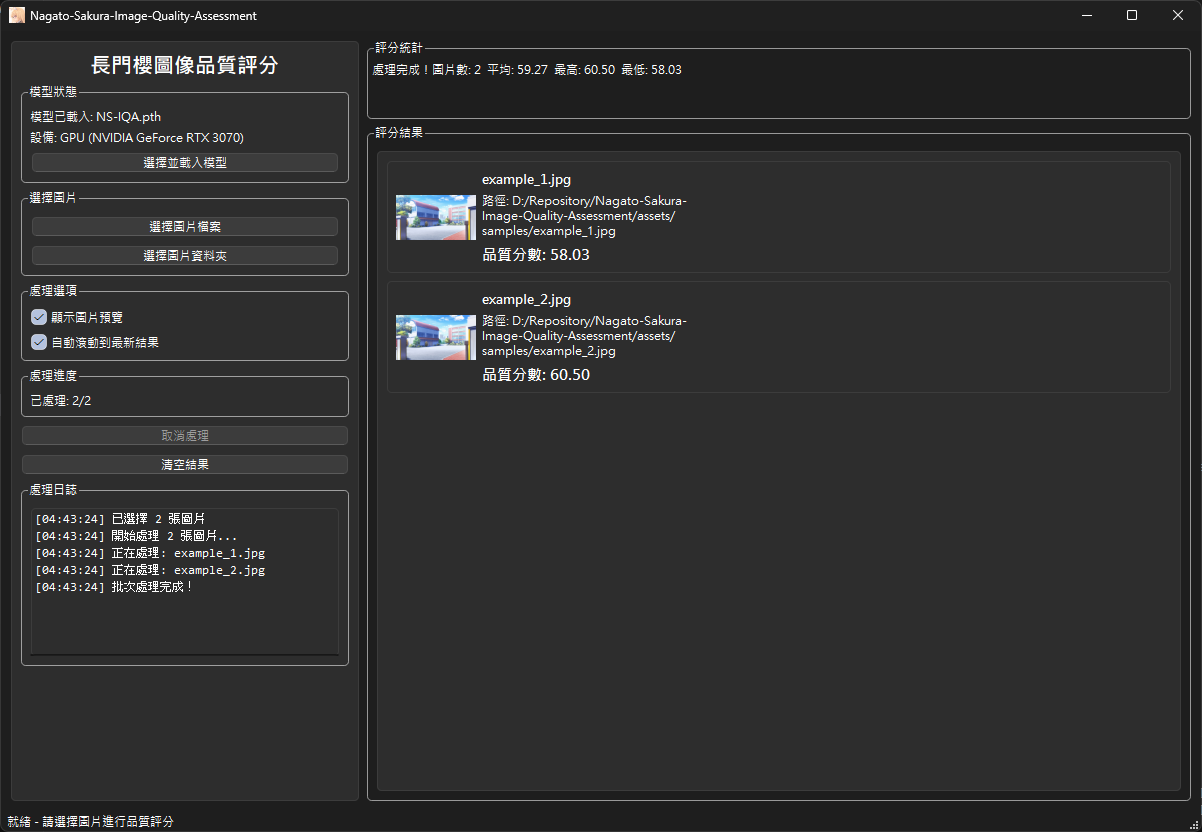 Nagato-Sakura-Image-Quality-Assessment
長門櫻圖像品質評分
模型狀態
模型已載入: NS-IQA.pth
設備: GPU (NVIDIA GeForce RTX 3070)
選擇並載入模型
選擇圖片
選擇圖片檔案
選擇圖片資料夾
處理選項
顯示圖片預覽
自動滾動到最新結果
處理進度
已處理: 2/2
取消處理
清空結果
處理日誌
[04:43:24] 已選擇 2 張圖片
[04:43:24] 開始處理 2 張圖片...
[04:43:24] 正在處理: example_1.jpg
[04:43:24] 正在處理: example_2.jpg
[04:43:24] 批次處理完成！
評分統計
處理完成！圖片數: 2 平均: 59.27 最高: 60.50 最低: 58.03
評分結果
example_1.jpg
路徑: D:/Repository/Nagato-Sakura-
Image-Quality-Assessment/assets/
samples/example_1.jpg
品質分數: 58.03
example_2.jpg
路徑: D:/Repository/Nagato-Sakura-
Image-Quality-Assessment/assets/
samples/example_2.jpg
品質分數: 60.50
就緒 - 請選擇圖片進行品質評分